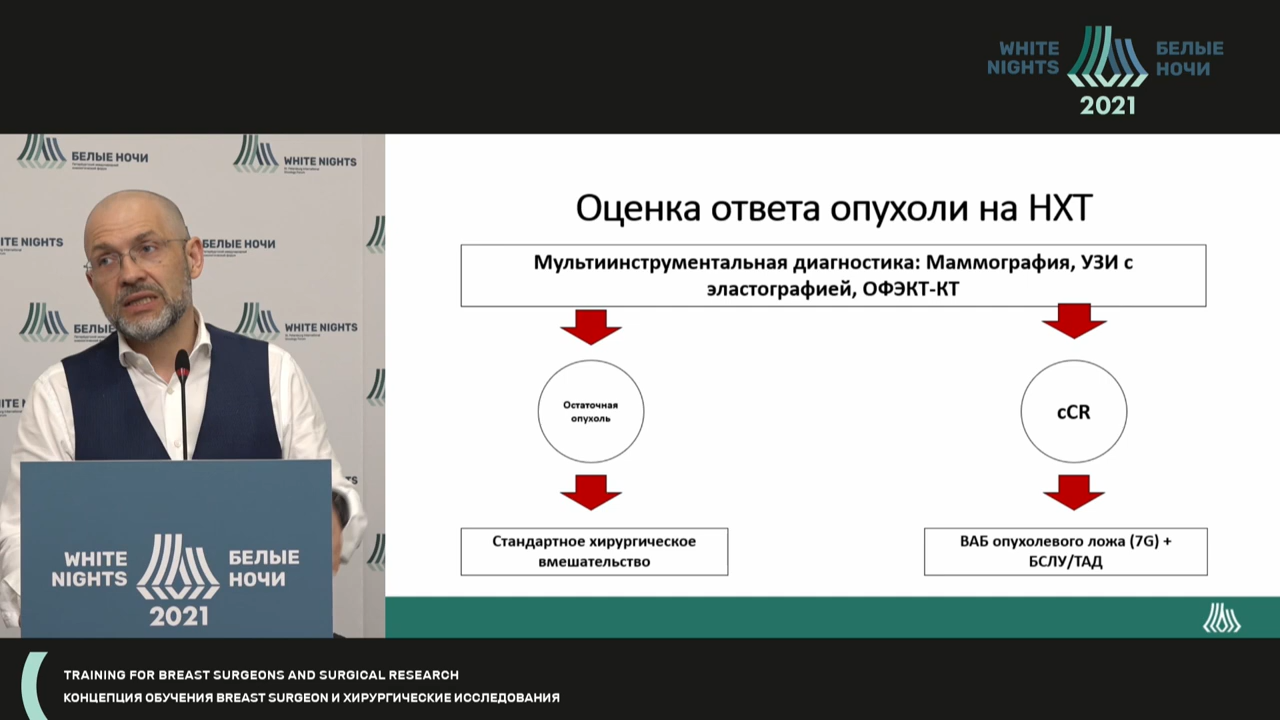 WHITE
NIGHTS
БЕЛЫЕ
НОЧИ
2021
БЕЛЫЕ НОЧИ
WHITE NIGHTS
ITE NIGHTS
БЕЛЫЕ НОЧИ
БЕЛЫ
WHITE NIGHTS
WHITE
NIGHTS
БЕЛЫЕ
НОЧИ
2021
Оценка ответа опухоли на НХТ
Мультиинструментальная диагностика: Маммография, УЗИ с
эластографией, ОФЭКТ-КТ
Остаточная
опухоль
cCR
Стандартное хирургическое
вмешательство
ВАБ опухолевого ложа (7G) +
БСЛУ/ТАД
TRAINING FOR BREAST SURGEONS AND SURGICAL RESEARCH
КОНЦЕПЦИЯ ОБУЧЕНИЯ BREAST SURGEON И ХИРУРГИЧЕСКИЕ ИССЛЕДОВАНИЯ